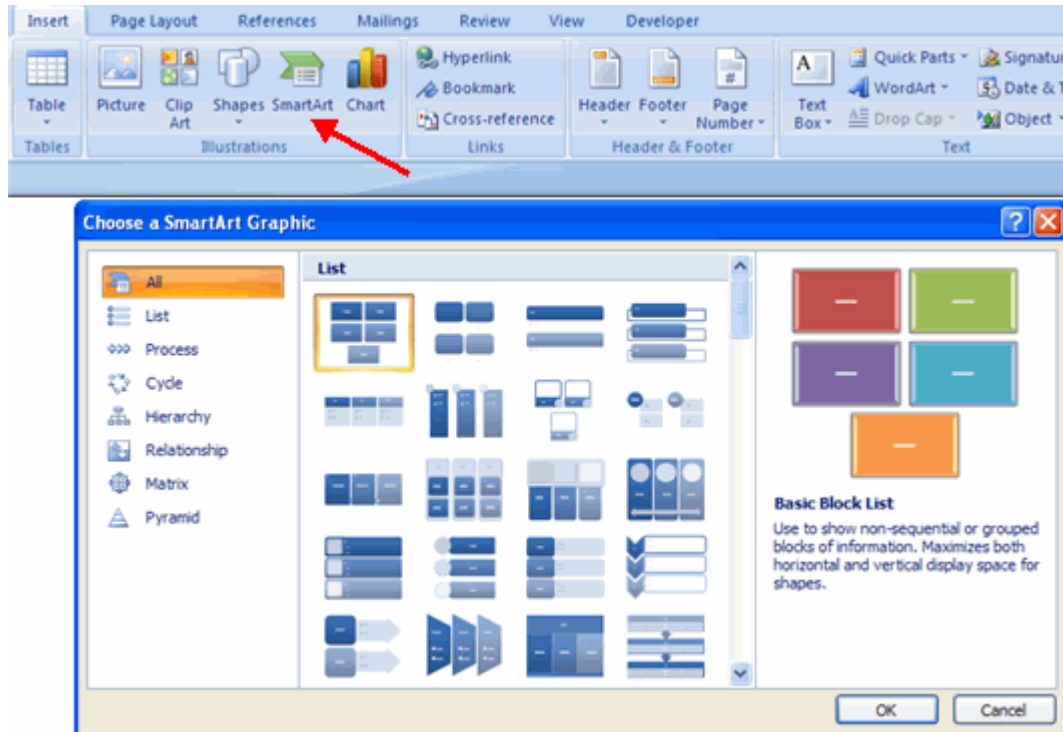 Insert Page Layout References Mailings Review View Developer
Table
Picture
Clip
Art
Shapes
SmartArt
Chart
Hyperlink
Bookmark
Cross-reference
Header
Footer
Page
Number
A
Text
Box
Quick Parts
WordArt
Drop Cap
Signatur
Date & T
Object
Tables Illustrations Links Header & Footer Text
Choose a SmartArt Graphic
All
List
Process
Cycle
Hierarchy
Relationship
Matrix
Pyramid
List
Basic Block List
Use to show non-sequential or grouped
blocks of information. Maximizes both
horizontal and vertical display space for
shapes.
OK Cancel